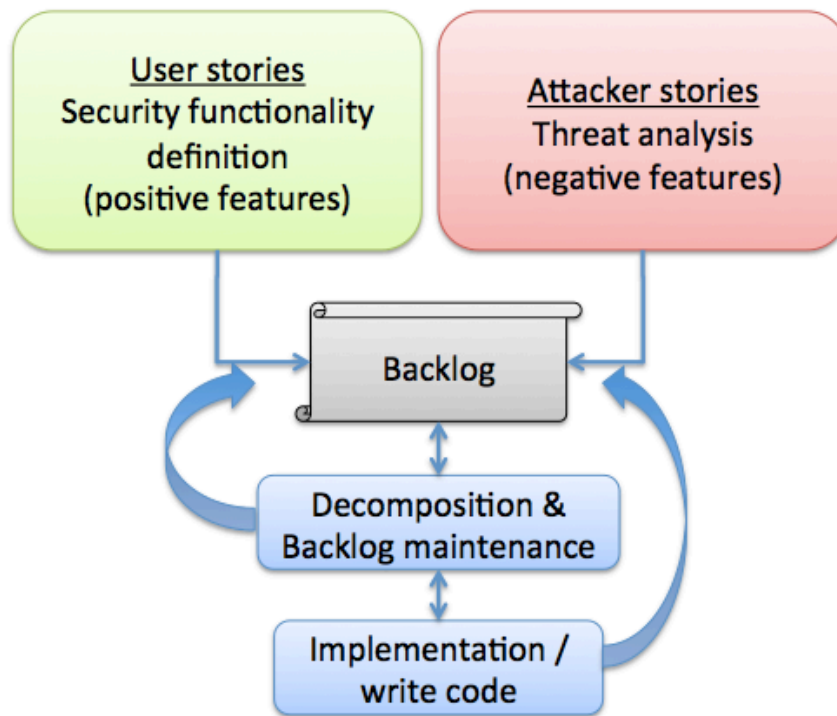 User stories
Security functionality
definition
(positive features)
Attacker stories
Threat analysis
(negative features)
Backlog
Decomposition &
Backlog maintenance
Implementation /
write code